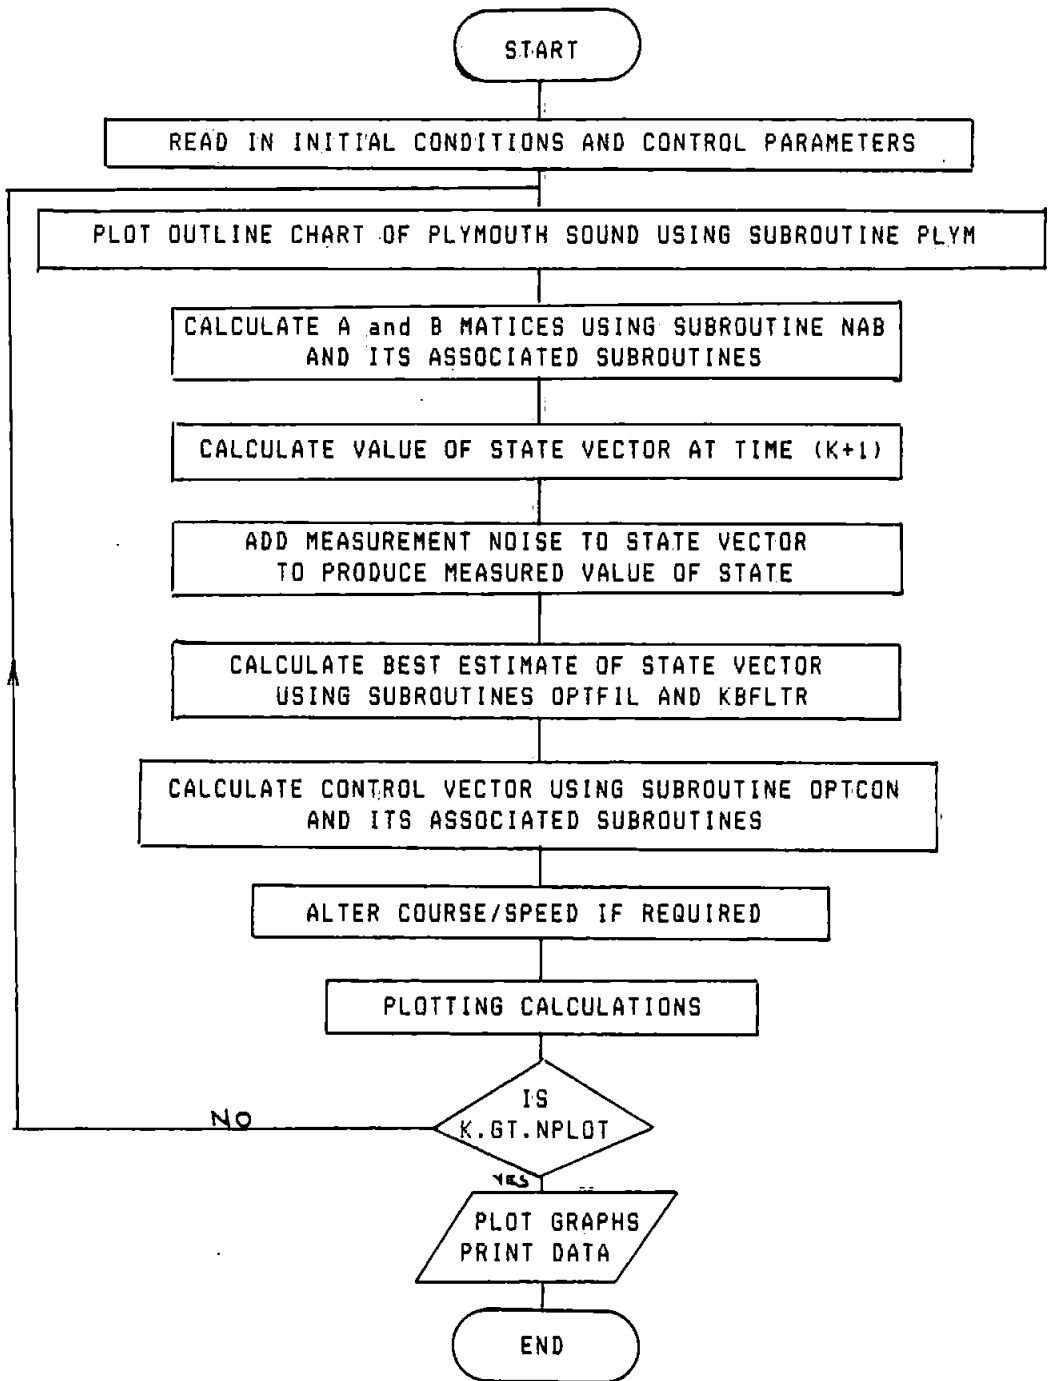 START
READ IN INITIAL CONDITIONS AND CONTROL PARAMETERS
PLOT OUTLINE CHART OF PLYMOUTH SOUND USING SUBROUTINE PLYM
CALCULATE A and B MATICES USING SUBROUTINE NAB
AND ITS ASSOCIATED SUBROUTINES
CALCULATE VALUE OF STATE VECTOR AT TIME (K+1)
ADD MEASUREMENT NOISE TO STATE VECTOR
TO PRODUCE MEASURED VALUE OF STATE
CALCULATE BEST ESTIMATE OF STATE VECTOR
USING SUBROUTINES OPTFIL AND KBFLTR
CALCULATE CONTROL VECTOR USING SUBROUTINE OPTCON
AND ITS ASSOCIATED SUBROUTINES
ALTER COURSE/SPEED IF REQUIRED
PLOTTING CALCULATIONS
IS
K.GT.NPLOT
NO
YES
PLOT GRAPHS
PRINT DATA
END